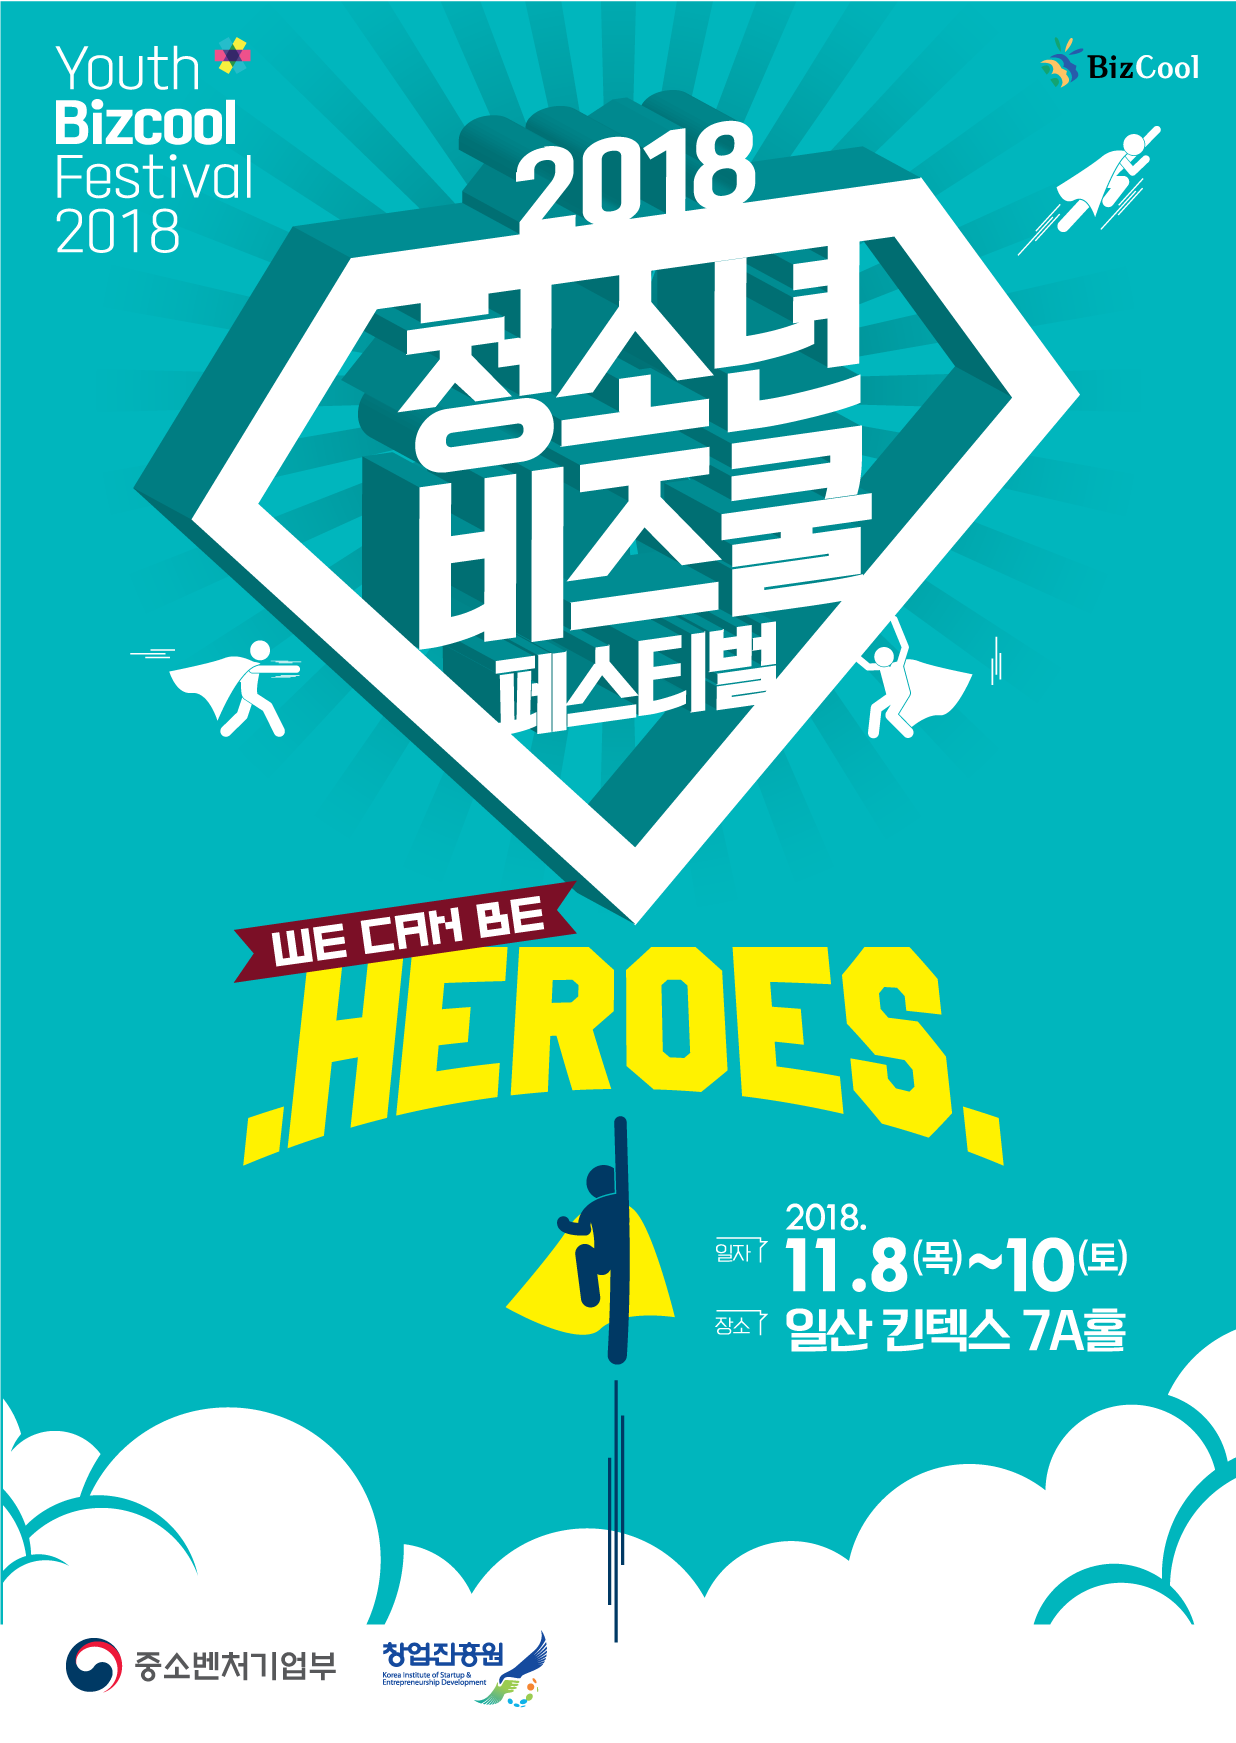 Youth
Bizcool
Festival
2018
BizCool
2018
청소년
비즈쿨
페스티벌
WE CAN BE
.HEROES.
일자
2018.
11.8(목)~10(토)
장소
일산 킨텍스 7A홀
중소벤처기업부
창업진흥원
Korea Institute of Startup &
Entrepreneurship Development